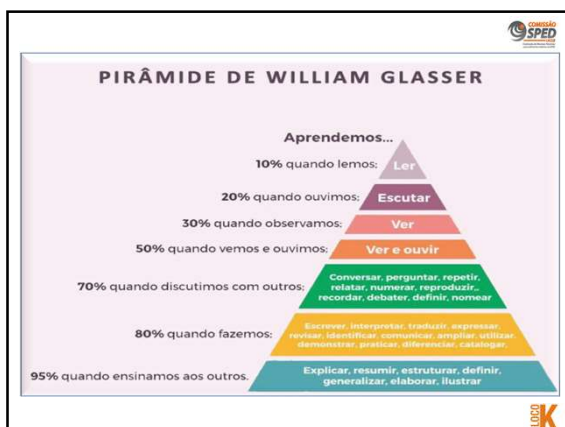 COMISSÃO
SPED
PIRÂMIDE DE WILLIAM GLASSER
Aprendemos...
10% quando lemos;
Ler
20% quando ouvimos;
Escutar
30% quando observamos;
Ver
50% quando vemos e ouvimos;
Ver e ouvir
70% quando discutimos com outros;
Conversar, perguntar, repetir,
relatar, numerar, reproduzir,.
recordar, debater, definir, nomear
80% quando fazemos;
Escrever, interpretar, traduzir, expressar,
revisar, identificar, comunicar, ampliar, utilizar,
demonstrar, praticar, diferenciar, catalogar.
95% quando ensinamos aos outros.
Explicar, resumir, estruturar, definir,
generalizar, elaborar, ilustrar
LOCO
K